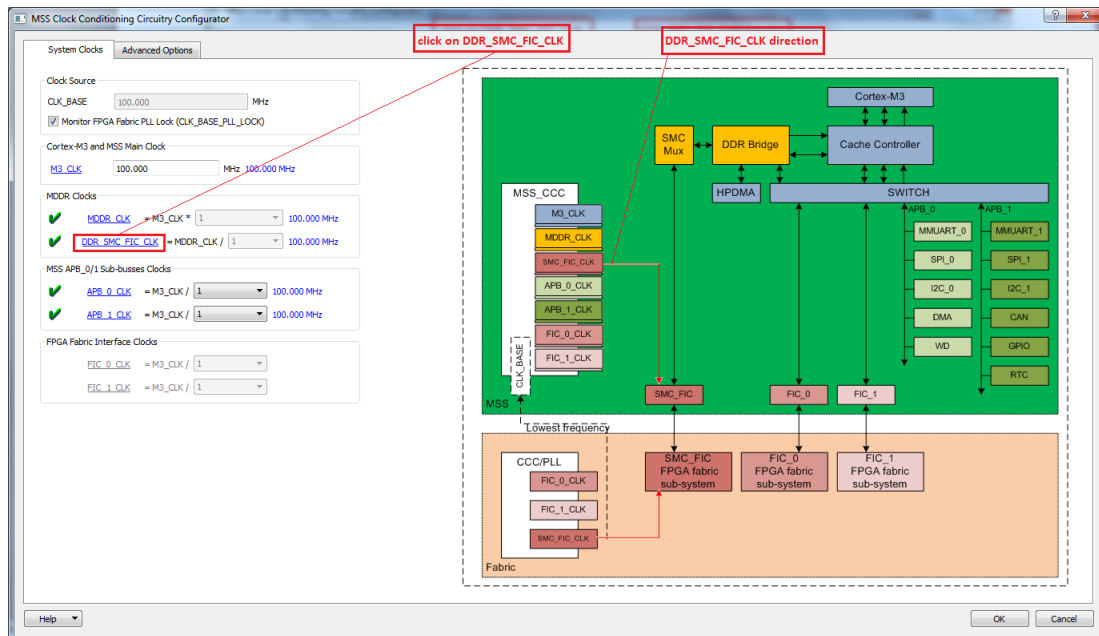 MSS Clock Conditioning Circuitry Configurator
click on DDR_SMC_FIC_CLK
DDR_SMC_FIC_CLK direction
System Clocks
Advanced Options
Clock Source
CLK_BASE 100.000 MHz
Monitor FPGA Fabric PLL Lock (CLK_BASE_PLL_LOCK)
Cortex-M3 and MSS Main Clock
M3_CLK 100.000 MHz 100.000 MHz
MDDR Clocks
MDDR_CLK = M3_CLK * 1 100.000 MHz
DDR_SMC_FIC_CLK = MDDR_CLK / 1 100.000 MHz
MSS APB_0/1 Sub-busses Clocks
APB_0_CLK = M3_CLK / 1 100.000 MHz
APB_1_CLK = M3_CLK / 1 100.000 MHz
FPGA Fabric Interface Clocks
FIC_0_CLK = M3_CLK / 1
FIC_1_CLK = M3_CLK / 1
Cortex-M3
SMC
Mux
DDR Bridge
Cache Controller
HPDMA
SWITCH
MSS_CCC
M3_CLK
MDDR_CLK
SMC_FIC_CLK
APB_0_CLK
APB_1_CLK
FIC_0_CLK
FIC_1_CLK
CLK_BASE
APB_0
APB_1
MMUART_0
MMUART_1
SPI_0
SPI_1
I2C_0
I2C_1
DMA
CAN
WD
GPIO
RTC
SMC_FIC
FIC_0
FIC_1
MSS
Lowest frequency
CCC/PLL
FIC_0_CLK
FIC_1_CLK
SMC_FIC_CLK
SMC_FIC
FPGA fabric
sub-system
FIC_0
FPGA fabric
sub-system
FIC_1
FPGA fabric
sub-system
Fabric
Help
OK
Cancel